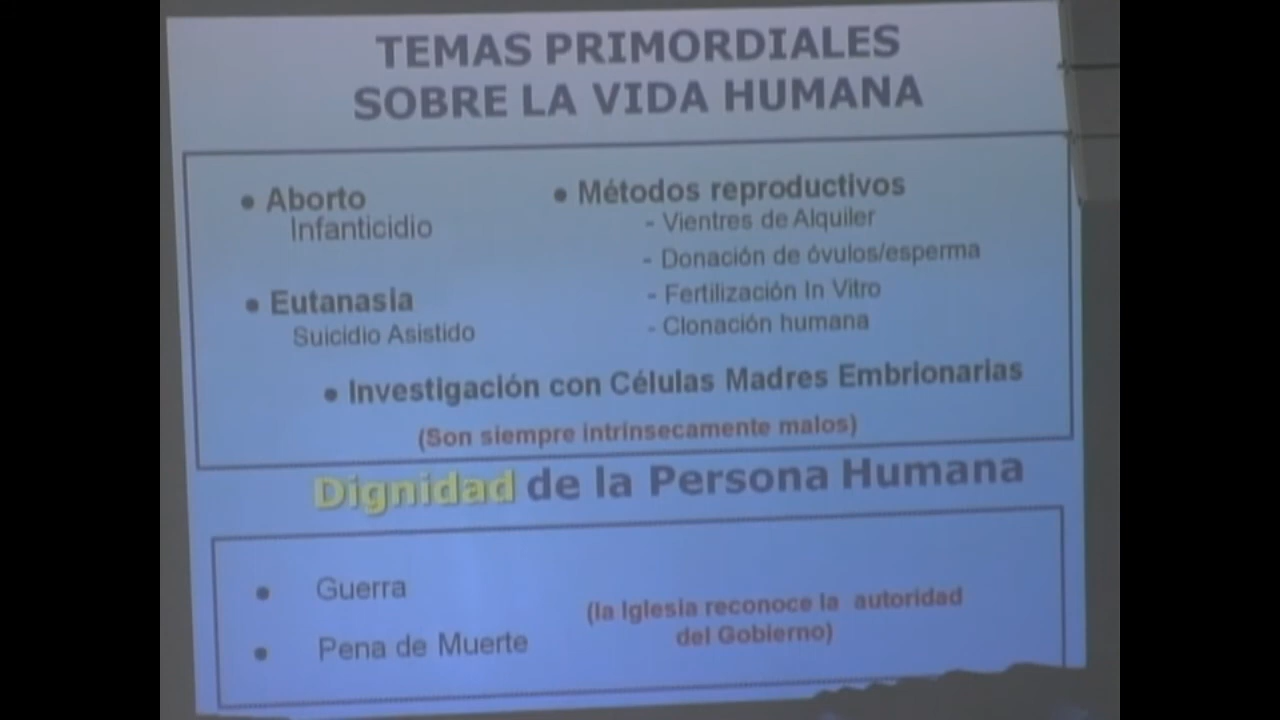 TEMAS PRIMORDIALES
SOBRE LA VIDA HUMANA
• Aborto
Infanticidio
• Eutanasia
Suicidio Asistido
• Métodos reproductivos
- Vientres de Alquiler
- Donación de óvulos/esperma
- Fertilización In Vitro
- Clonación humana
• Investigación con Células Madres Embrionarias
(Son siempre intrinsecamente malos)
Dignidad de la Persona Humana
• Guerra
• Pena de Muerte
(la Iglesia reconoce la autoridad
del Gobierno)